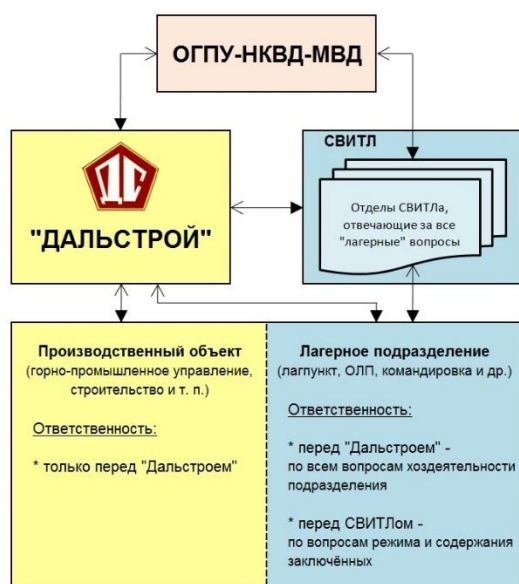 ОГПУ-НКВД-МВД
ДС
"ДАЛЬСТРОЙ"
СВИТЛ
Отделы СВИТЛа,
отвечающие за все
"лагерные" вопросы
Производственный объект
(горно-промышленное управление,
строительство и т. п.)
Ответственность:
* только перед "Дальстроем"
Лагерное подразделение
(лагпункт, ОЛП, командировка и др.)
Ответственность:
* перед "Дальстроем" -
по всем вопросам хоздеятельности
подразделения
* перед СВИТЛом -
по вопросам режима и содержания
заключённых